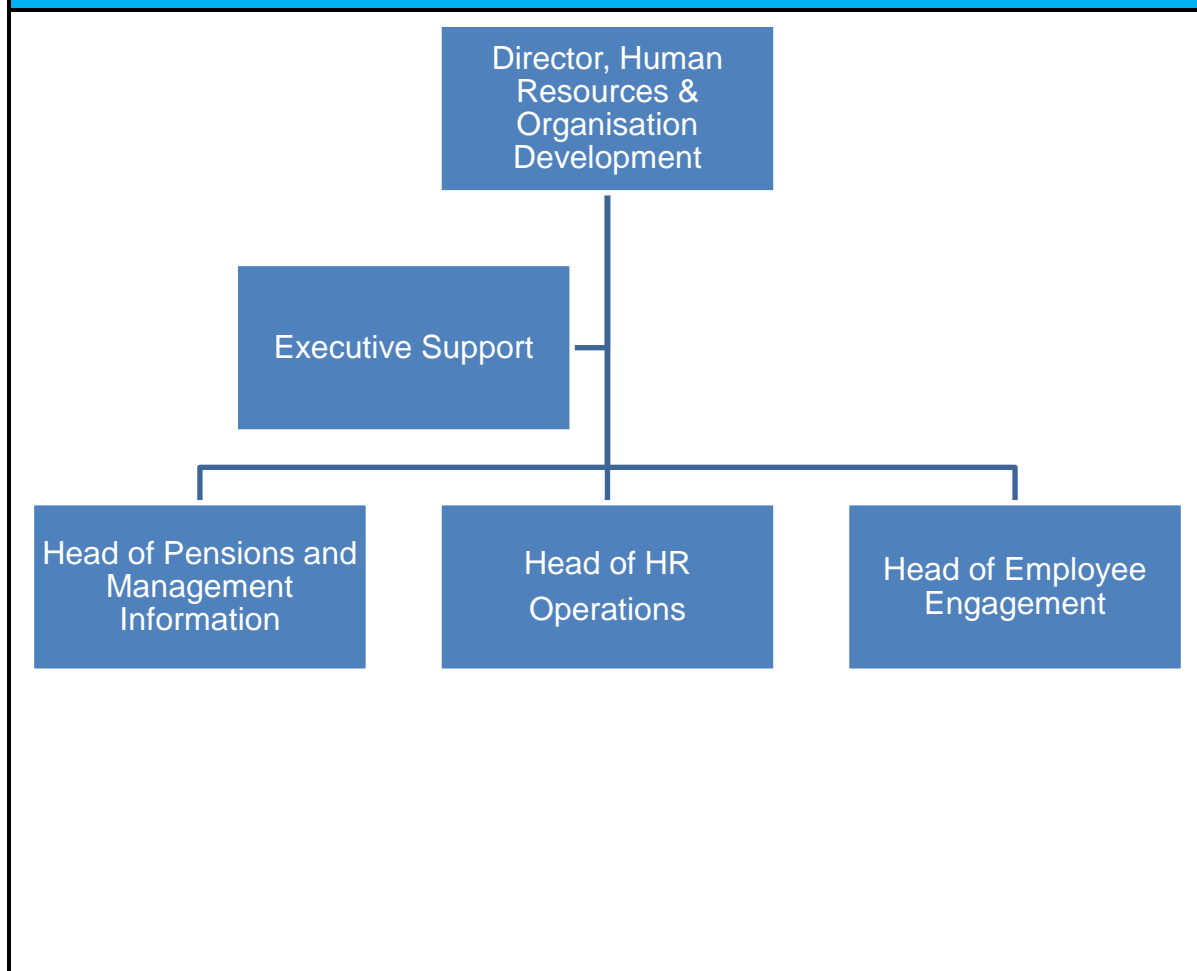 Director, Human
Resources &
Organisation
Development
Executive Support
Head of Pensions and
Management
Information
Head of HR
Operations
Head of Employee
Engagement